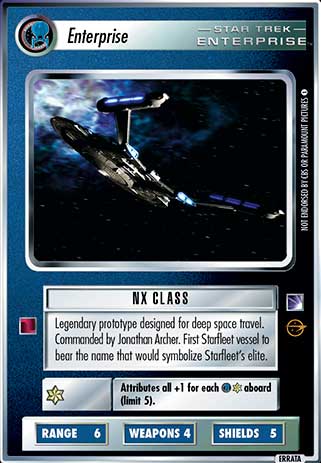 Enterprise
STAR TREK
ENTERPRISE
NOT ENDORSED BY CBS OR PARAMOUNT PICTURES
NX CLASS
Legendary prototype designed for deep space travel.
Commanded by Jonathan Archer. First Starfleet vessel to
bear the name that would symbolize Starfleet's elite.
Attributes all +1 for each aboard
(limit 5).
RANGE 6
WEAPONS 4
SHIELDS 5
ERRATA